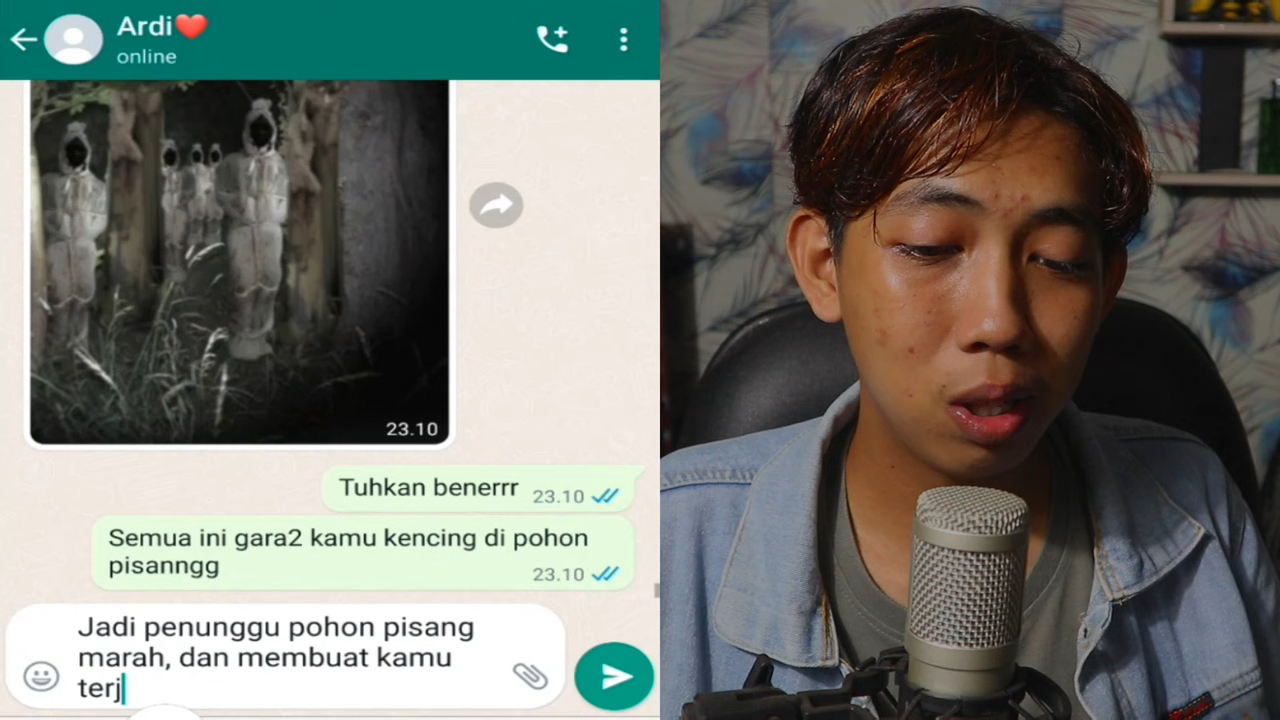 Ardi❤️
online
23.10
Tuhkan benerrr 23.10
Semua ini gara2 kamu kencing di pohon
pisanngg 23.10
Jadi penunggu pohon pisang
marah, dan membuat kamu
terj